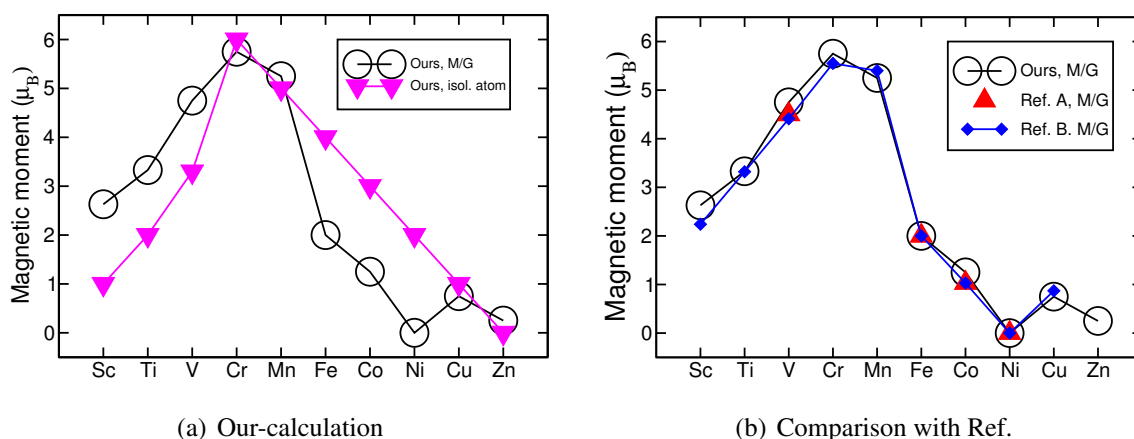 Magnetic moment (μB)
6
5
4
3
2
1
0
Sc Ti V Cr Mn Fe Co Ni Cu Zn
Ours, M/G
Ours, isol. atom
(a) Our-calculation
Magnetic moment (μB)
6
5
4
3
2
1
0
Sc Ti V Cr Mn Fe Co Ni Cu Zn
Ours, M/G
Ref. A, M/G
Ref. B. M/G
(b) Comparison with Ref.